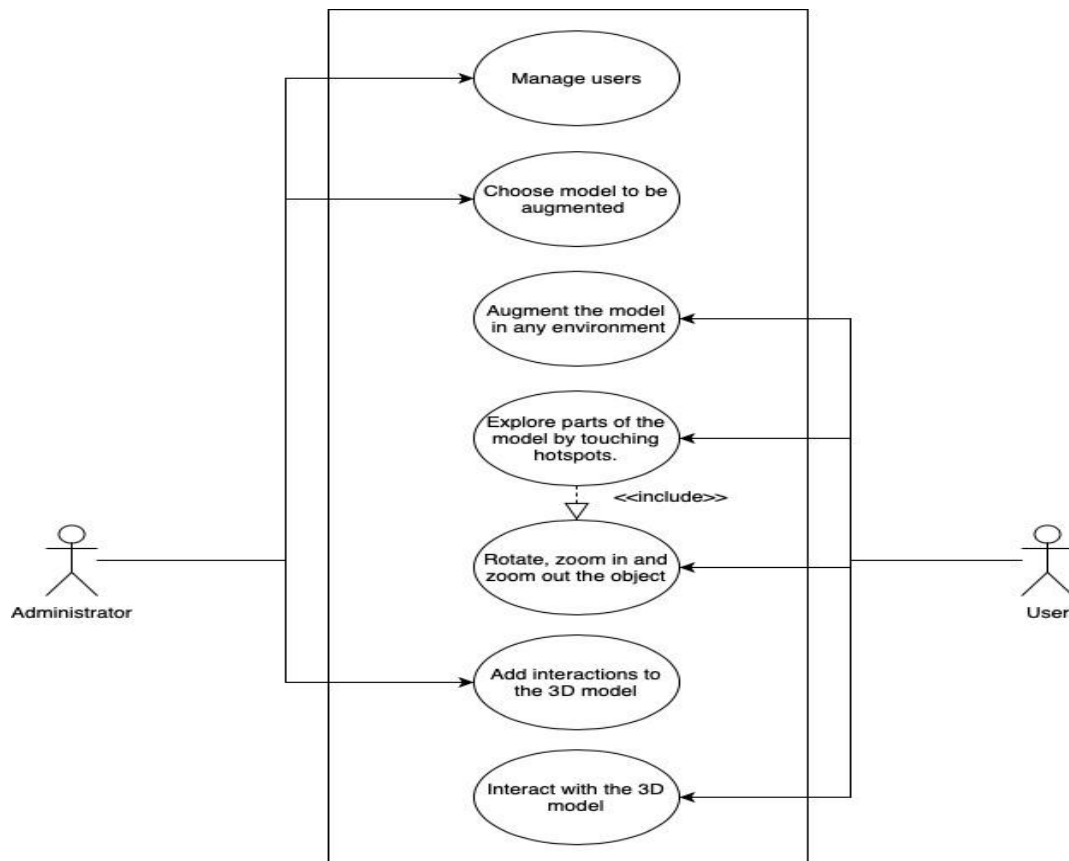 Manage users
Choose model to be
augmented
Augment the model
in any environment
Explore parts of the
model by touching
hotspots.
<<include>>
Rotate, zoom in and
zoom out the object
Administrator
User
Add interactions to
the 3D model
Interact with the 3D
model